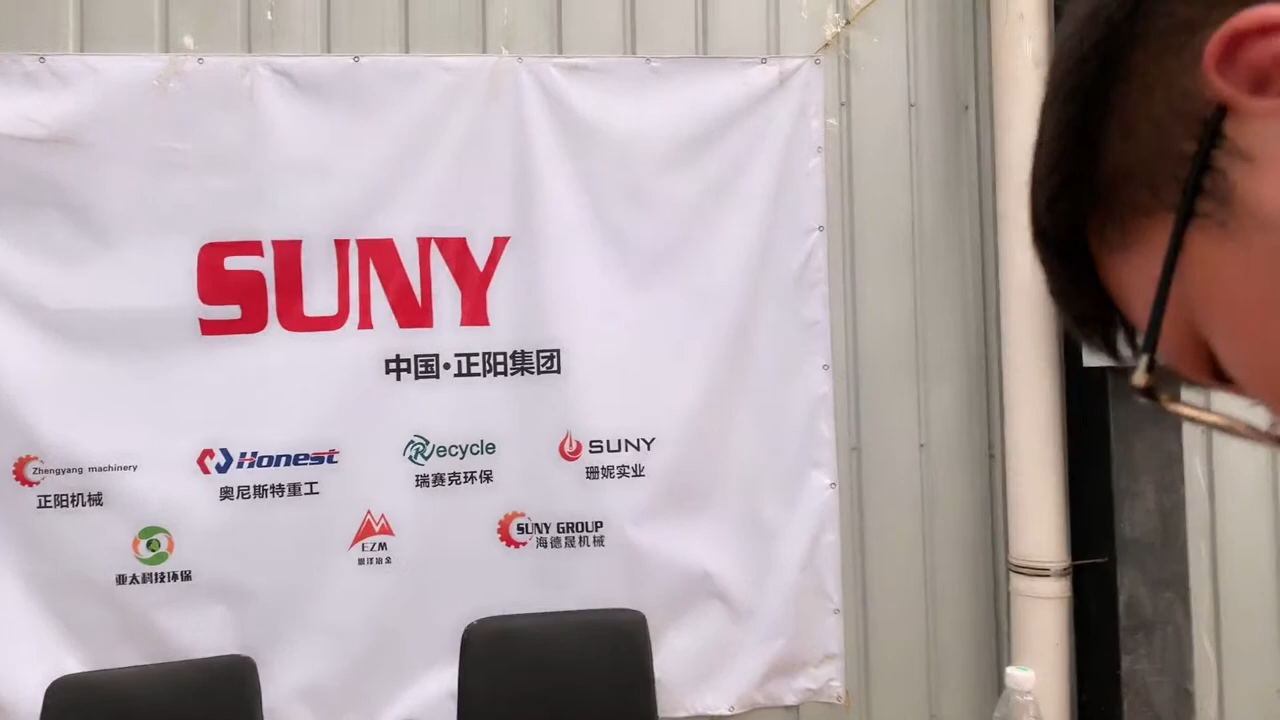 SUNY
中国·正阳集团
Zhengyang machinery
正阳机械
Honest
奥尼斯特重工
Recycle
瑞赛克环保
SUNY
珊妮实业
亚太科技环保
EZM
SUNY GROUP
海德晟机械